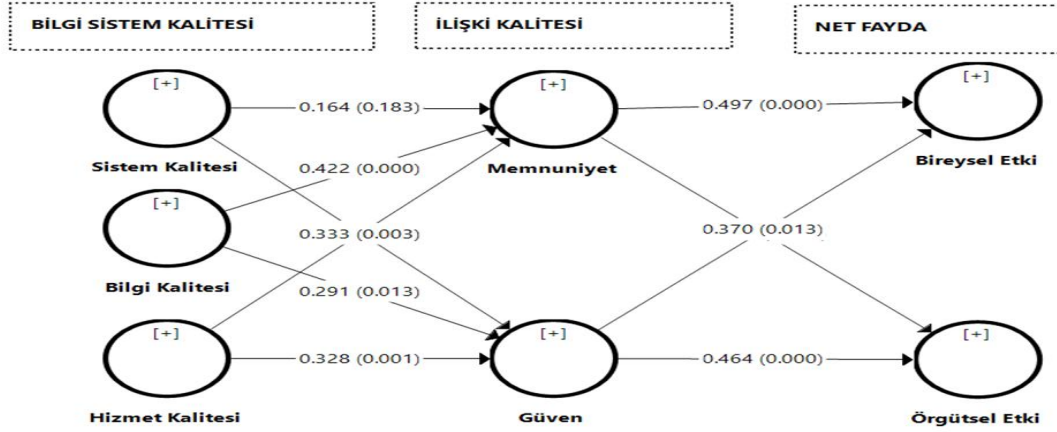 BİLGİ SİSTEM KALİTESİ
İLİŞKİ KALİTESİ
NET FAYDA
[+]
[+]
[+]
0.164 (0.183)
0.497 (0.000)
Sistem Kalitesi
Memnuniyet
Bireysel Etki
0.422 (0.000)
[+]
0.333 (0.003)
0.370 (0.013)
Bilgi Kalitesi
0.291 (0.013)
[+]
[+]
[+]
0.328 (0.001)
0.464 (0.000)
Hizmet Kalitesi
Güven
Örgütsel Etki